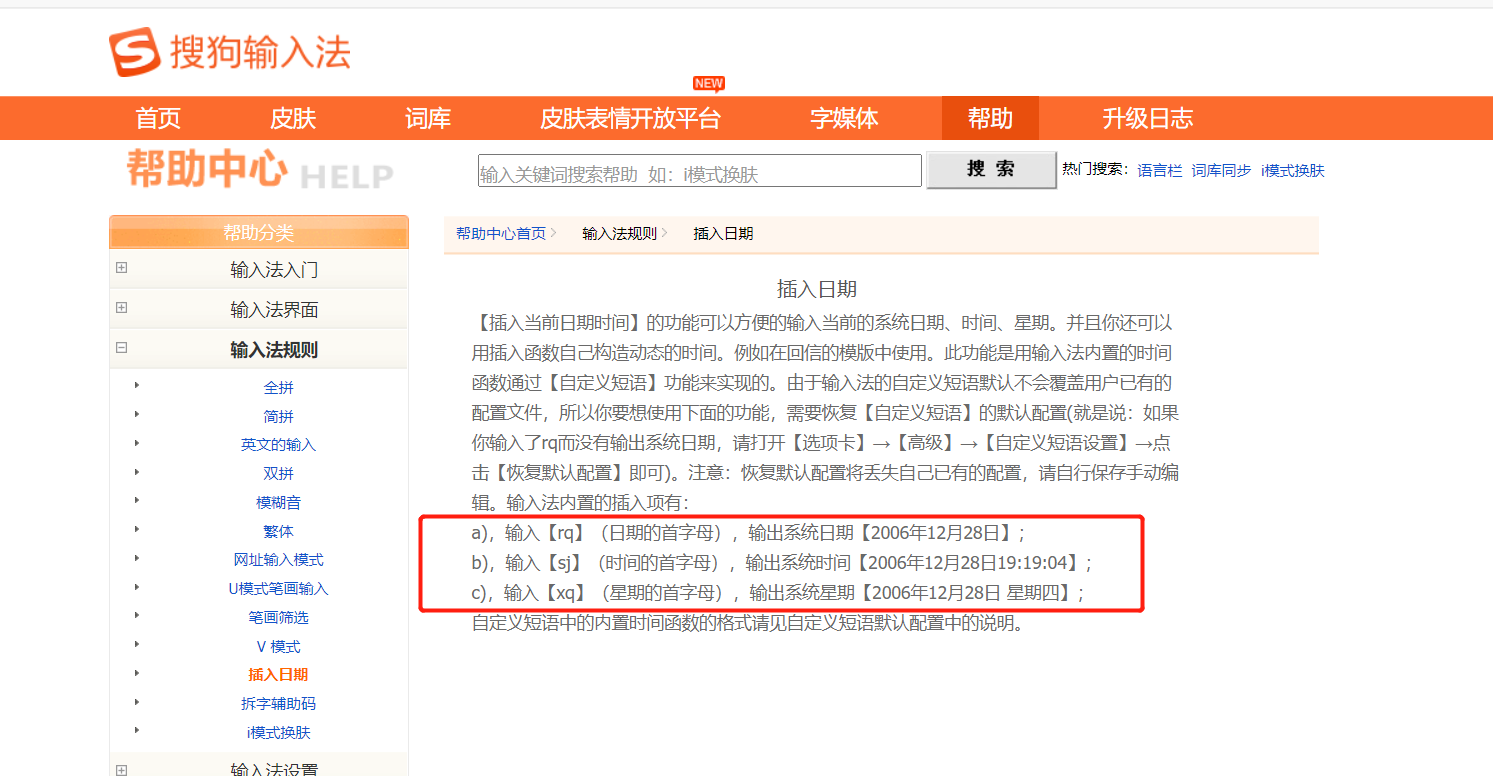 搜狗输入法
NEW
首页 皮肤 词库 皮肤表情开放平台 字媒体 帮助 升级日志
帮助中心 HELP
输入关键词搜索帮助 如：i模式换肤
搜 索
热门搜索： 语言栏 词库同步 i模式换肤
帮助分类
输入法入门
输入法界面
输入法规则
全拼
简拼
英文的输入
双拼
模糊音
繁体
网址输入模式
U模式笔画输入
笔画筛选
V 模式
插入日期
拆字辅助码
i模式换肤
输入法设置
帮助中心首页 输入法规则 插入日期
插入日期
【插入当前日期时间】的功能可以方便的输入当前的系统日期、时间、星期。并且你还可以
用插入函数自己构造动态的时间。例如在回信的模版中使用。此功能是用输入法内置的时间
函数通过【自定义短语】功能来实现的。由于输入法的自定义短语默认不会覆盖用户已有的
配置文件，所以你要想使用下面的功能，需要恢复【自定义短语】的默认配置(就是说：如果
你输入了rq而没有输出系统日期，请打开【选项卡】→【高级】→【自定义短语设置】→点
击【恢复默认配置】即可)。注意：恢复默认配置将丢失自己已有的配置，请自行保存手动编
辑。输入法内置的插入项有：
a)，输入【rq】（日期的首字母），输出系统日期【2006年12月28日】；
b)，输入【sj】（时间的首字母），输出系统时间【2006年12月28日19:19:04】；
c)，输入【xq】（星期的首字母），输出系统星期【2006年12月28日 星期四】；
自定义短语中的内置时间函数的格式请见自定义短语默认配置中的说明。